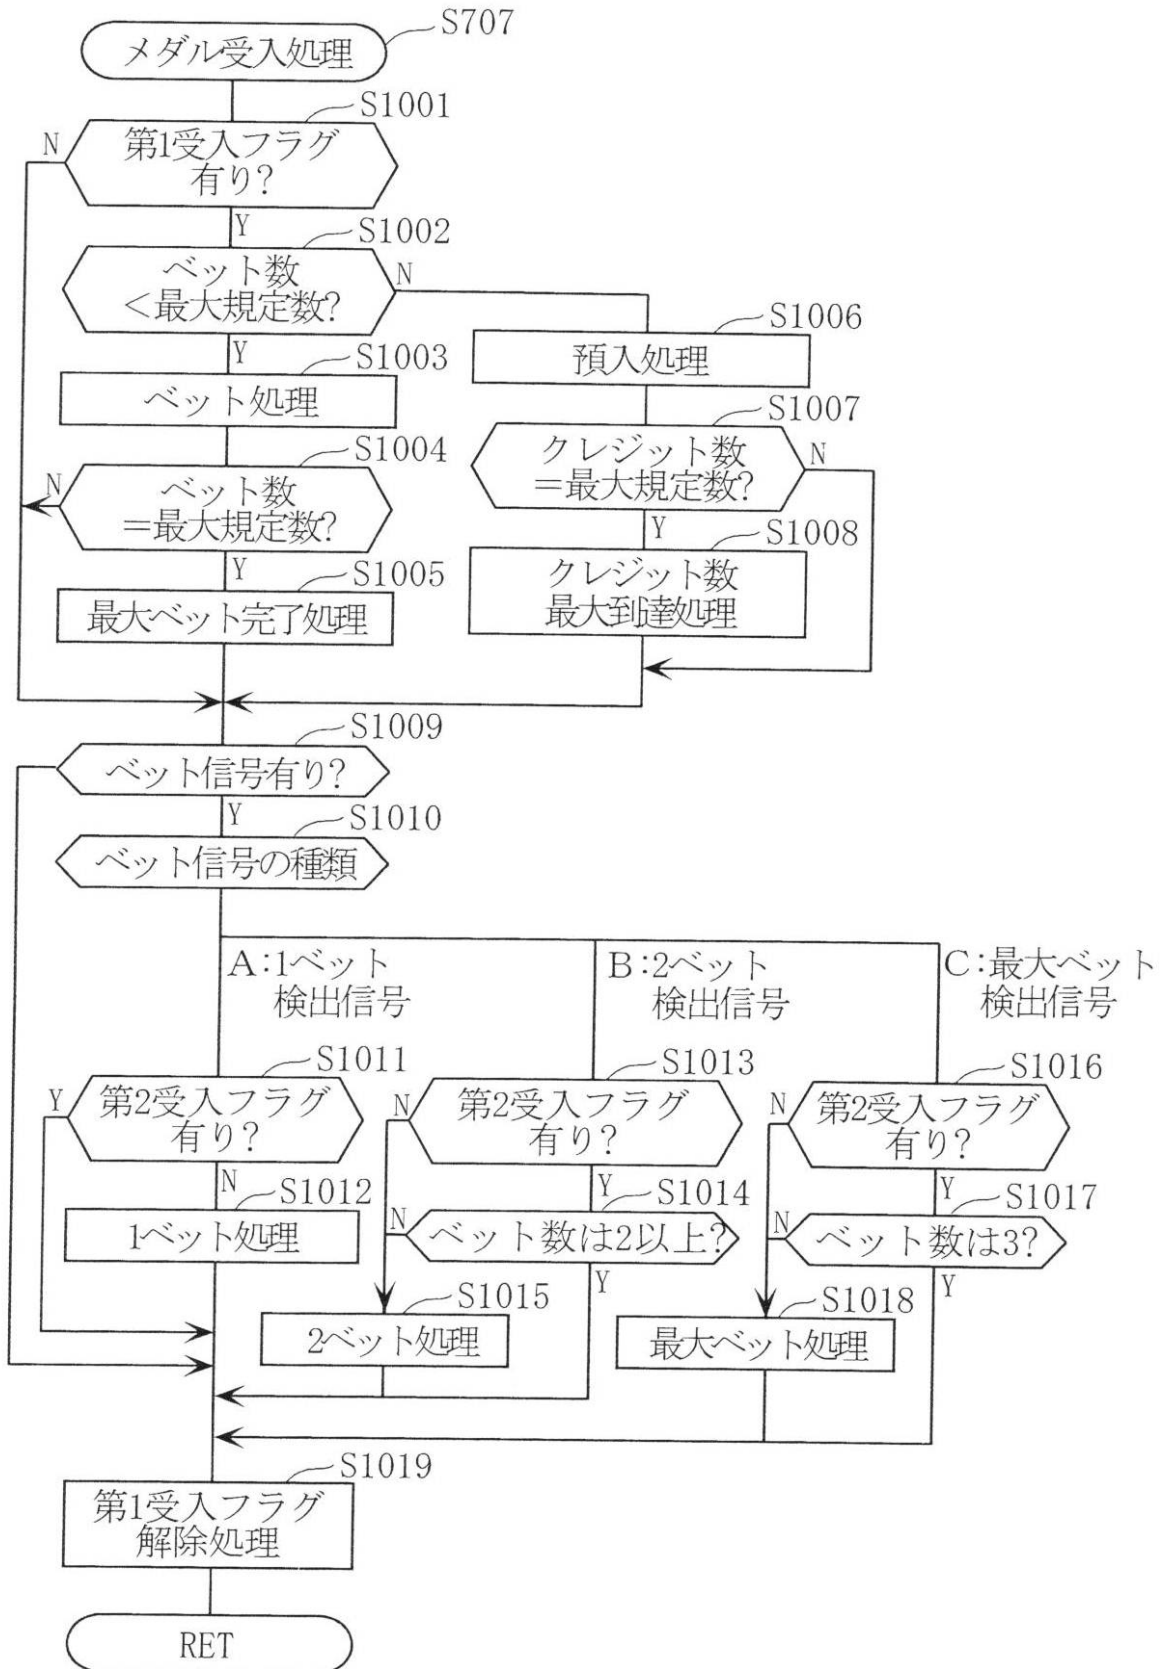 メダル受入処理
S707
S1001
N
第1受入フラグ
有り?
Y
S1002
ベット数
<最大規定数?
N
S1006
預入処理
Y
S1003
ベット処理
S1007
クレジット数
=最大規定数?
N
S1004
N
ベット数
=最大規定数?
Y
S1008
クレジット数
最大到達処理
Y
S1005
最大ベット完了処理
S1009
ベット信号有り?
Y
S1010
ベット信号の種類
A:1ベット
検出信号
B:2ベット
検出信号
C:最大ベット
検出信号
S1011
Y
第2受入フラグ
有り?
N
S1012
1ベット処理
S1013
N
第2受入フラグ
有り?
Y
S1014
N
ベット数は2以上?
Y
S1015
2ベット処理
S1016
N
第2受入フラグ
有り?
Y
S1017
N
ベット数は3?
Y
S1018
最大ベット処理
S1019
第1受入フラグ
解除処理
RET